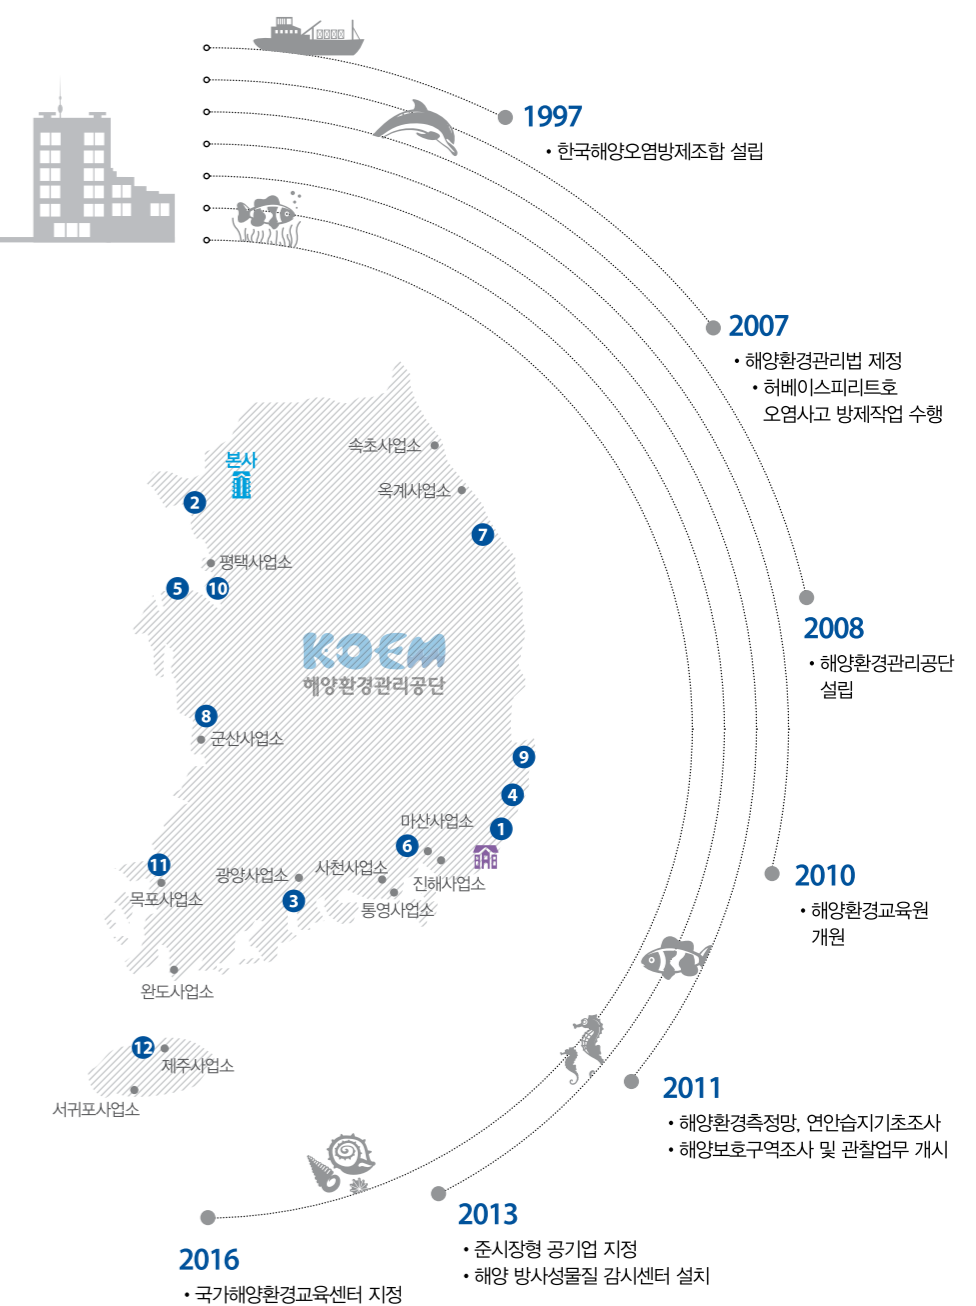 1997
• 한국해양오염방제조합 설립
2007
• 해양환경관리법 제정
• 허베이스피리트호
오염사고 방제작업 수행
속초사업소
본사
옥계사업소
2
7
평택사업소
5
10
KOEM
해양환경관리공단
2008
• 해양환경관리공단
설립
8
군산사업소
9
4
마산사업소
1
6
11
광양사업소
사천사업소
진해사업소
목포사업소
3
통영사업소
2010
• 해양환경교육원
개원
완도사업소
12
제주사업소
서귀포사업소
2011
• 해양환경측정망, 연안습지기초조사
• 해양보호구역조사 및 관찰업무 개시
2013
• 준시장형 공기업 지정
• 해양 방사성물질 감시센터 설치
2016
• 국가해양환경교육센터 지정